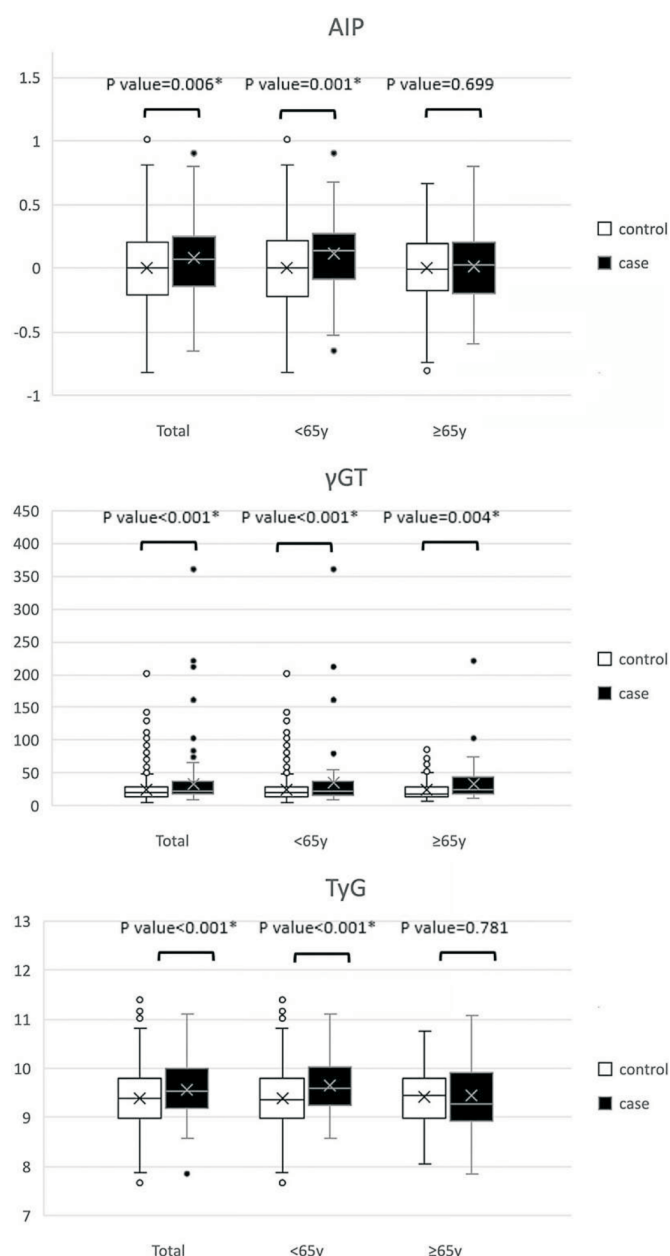 AIP
P value=0.006* P value=0.001* P value=0.699
1.5
1
0.5
0
-0.5
-1
control
case
Total <65y ≥65y
γGT
P value<0.001* P value<0.001* P value=0.004*
450
400
350
300
250
200
150
100
50
0
control
case
Total <65y ≥65y
TyG
P value<0.001* P value<0.001* P value=0.781
13
12
11
10
9
8
7
control
case
Total <65y ≥65y